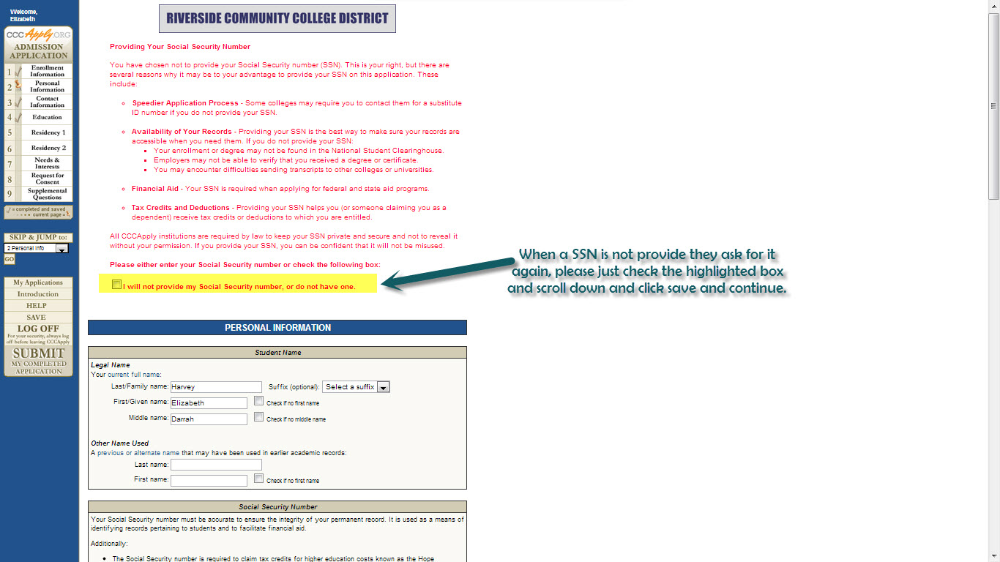 Welcome,
Elizabeth
CCC Apply.ORG
ADMISSION
APPLICATION
1 Enrollment
Information
2 Personal
Information
3 Contact
Information
4 Education
5 Residency 1
6 Residency 2
7 Needs &
Interests
8 Request for
Consent
9 Supplemental
Questions
= completed and saved
current page =
SKIP & JUMP to:
2 Personal Info
GO
My Applications
Introduction
HELP
SAVE
LOG OFF
For your security, always log
off before leaving CCCApply
SUBMIT
MY COMPLETED
APPLICATION
RIVERSIDE COMMUNITY COLLEGE DISTRICT
Providing Your Social Security Number
You have chosen not to provide your Social Security number (SSN). This is your right, but there are
several reasons why it may be to your advantage to provide your SSN on this application. These
include:
Speedier Application Process - Some colleges may require you to contact them for a substitute
ID number if you do not provide your SSN.
Availability of Your Records - Providing your SSN is the best way to make sure your records are
accessible when you need them. If you do not provide your SSN:
Your enrollment or degree may not be found in the National Student Clearinghouse.
Employers may not be able to verify that you received a degree or certificate.
You may encounter difficulties sending transcripts to other colleges or universities.
Financial Aid - Your SSN is required when applying for federal and state aid programs.
Tax Credits and Deductions - Providing your SSN helps you (or someone claiming you as a
dependent) receive tax credits or deductions to which you are entitled.
All CCCApply institutions are required by law to keep your SSN private and secure and not to reveal it
without your permission. If you provide your SSN, you can be confident that it will not be misused.
Please either enter your Social Security number or check the following box:
I will not provide my Social Security number, or do not have one.
When a SSN is not provide they ask for it
again, please just check the highlighted box
and scroll down and click save and continue.
PERSONAL INFORMATION
Student Name
Legal Name
Your current full name:
Last/Family name: Harvey Suffix (optional): Select a suffix
First/Given name: Elizabeth Check if no first name
Middle name: Darrah Check if no middle name
Other Name Used
A previous or alternate name that may have been used in earlier academic records:
Last name:
First name: Check if no first name
Social Security Number
Your Social Security number must be accurate to ensure the integrity of your permanent record. It is used as a means of
identifying records pertaining to students and to facilitate financial aid.
Additionally:
The Social Security number is required to claim tax credits for higher education costs known as the Hope